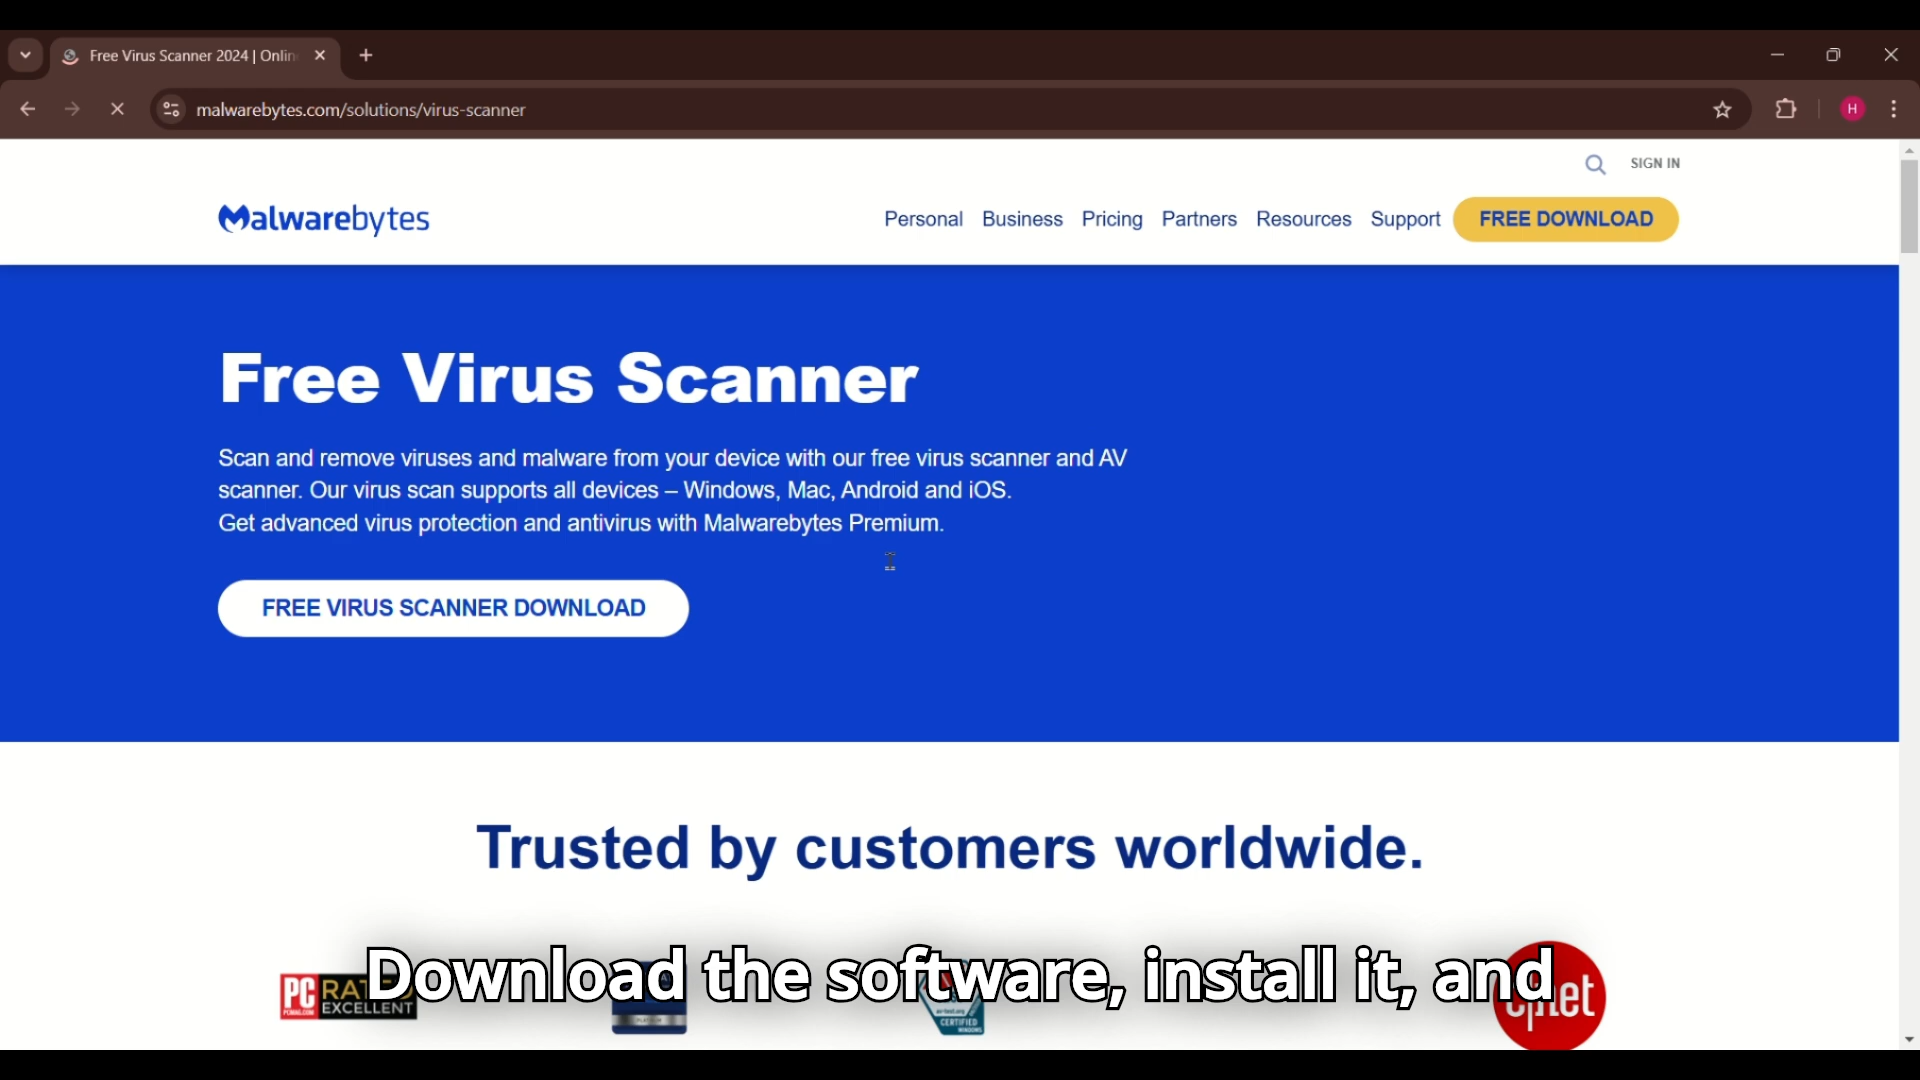 Free Virus Scanner 2024 | Onlin
malwarebytes.com/solutions/virus-scanner
H
SIGN IN
Malwarebytes
Personal Business Pricing Partners Resources Support FREE DOWNLOAD
Free Virus Scanner
Scan and remove viruses and malware from your device with our free virus scanner and AV
scanner. Our virus scan supports all devices – Windows, Mac, Android and iOS.
Get advanced virus protection and antivirus with Malwarebytes Premium.
FREE VIRUS SCANNER DOWNLOAD
Trusted by customers worldwide.
Download the software, install it, and
PC RATED
EXCELLENT
CERTIFIED
cnet